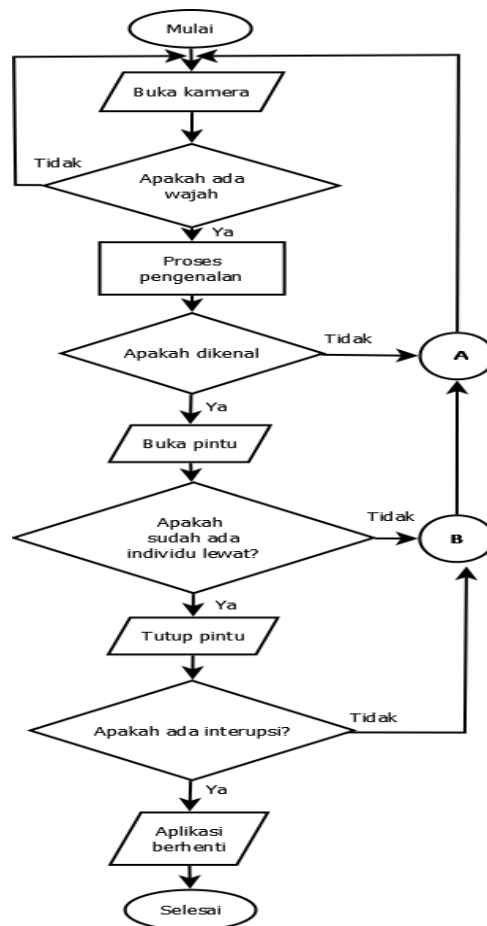 Mulai
Buka kamera
Tidak
Apakah ada
wajah
Ya
Proses
pengenalan
Apakah dikenal
Tidak
A
Ya
Buka pintu
Apakah
sudah ada
individu lewat?
Tidak
B
Ya
Tutup pintu
Apakah ada interupsi?
Tidak
Ya
Aplikasi
berhenti
Selesai